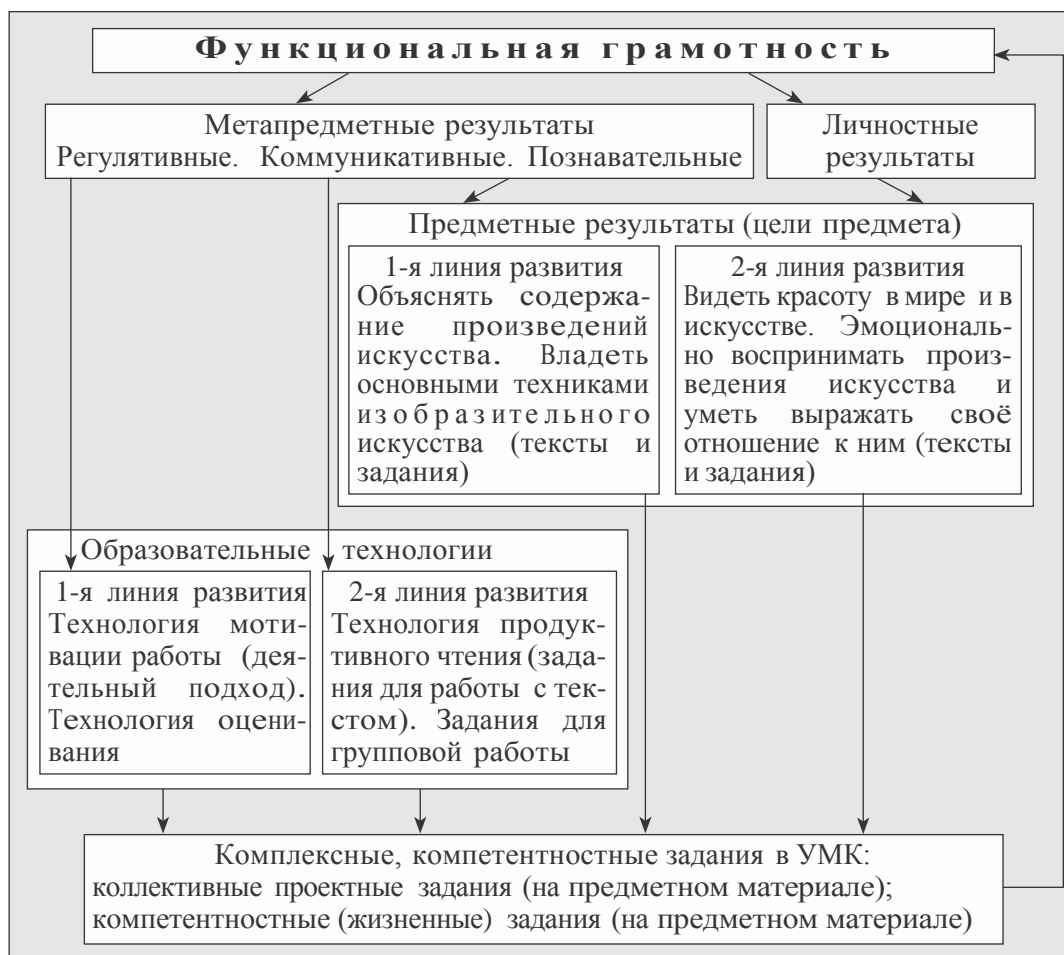 Функциональная грамотность
Метапредметные результаты
Регулятивные. Коммуникативные. Познавательные
Личностные
результаты
Предметные результаты (цели предмета)
1-я линия развития
Объяснять содержа-
ние произведений
искусства. Владеть
основными техниками
изобразительного
искусства (тексты и
задания)
2-я линия развития
Видеть красоту в мире и в
искусстве. Эмоциональ-
но воспринимать произ-
ведения искусства и
уметь выражать своё
отношение к ним (тексты
и задания)
Образовательные технологии
1-я линия развития
Технология моти-
вации работы (дея-
тельный подход).
Технология оцени-
вания
2-я линия развития
Технология продук-
тивного чтения (зада-
ния для работы с тек-
стом). Задания для
групповой работы
Комплексные, компетентностные задания в УМК:
коллективные проектные задания (на предметном материале);
компетентностные (жизненные) задания (на предметном материале)